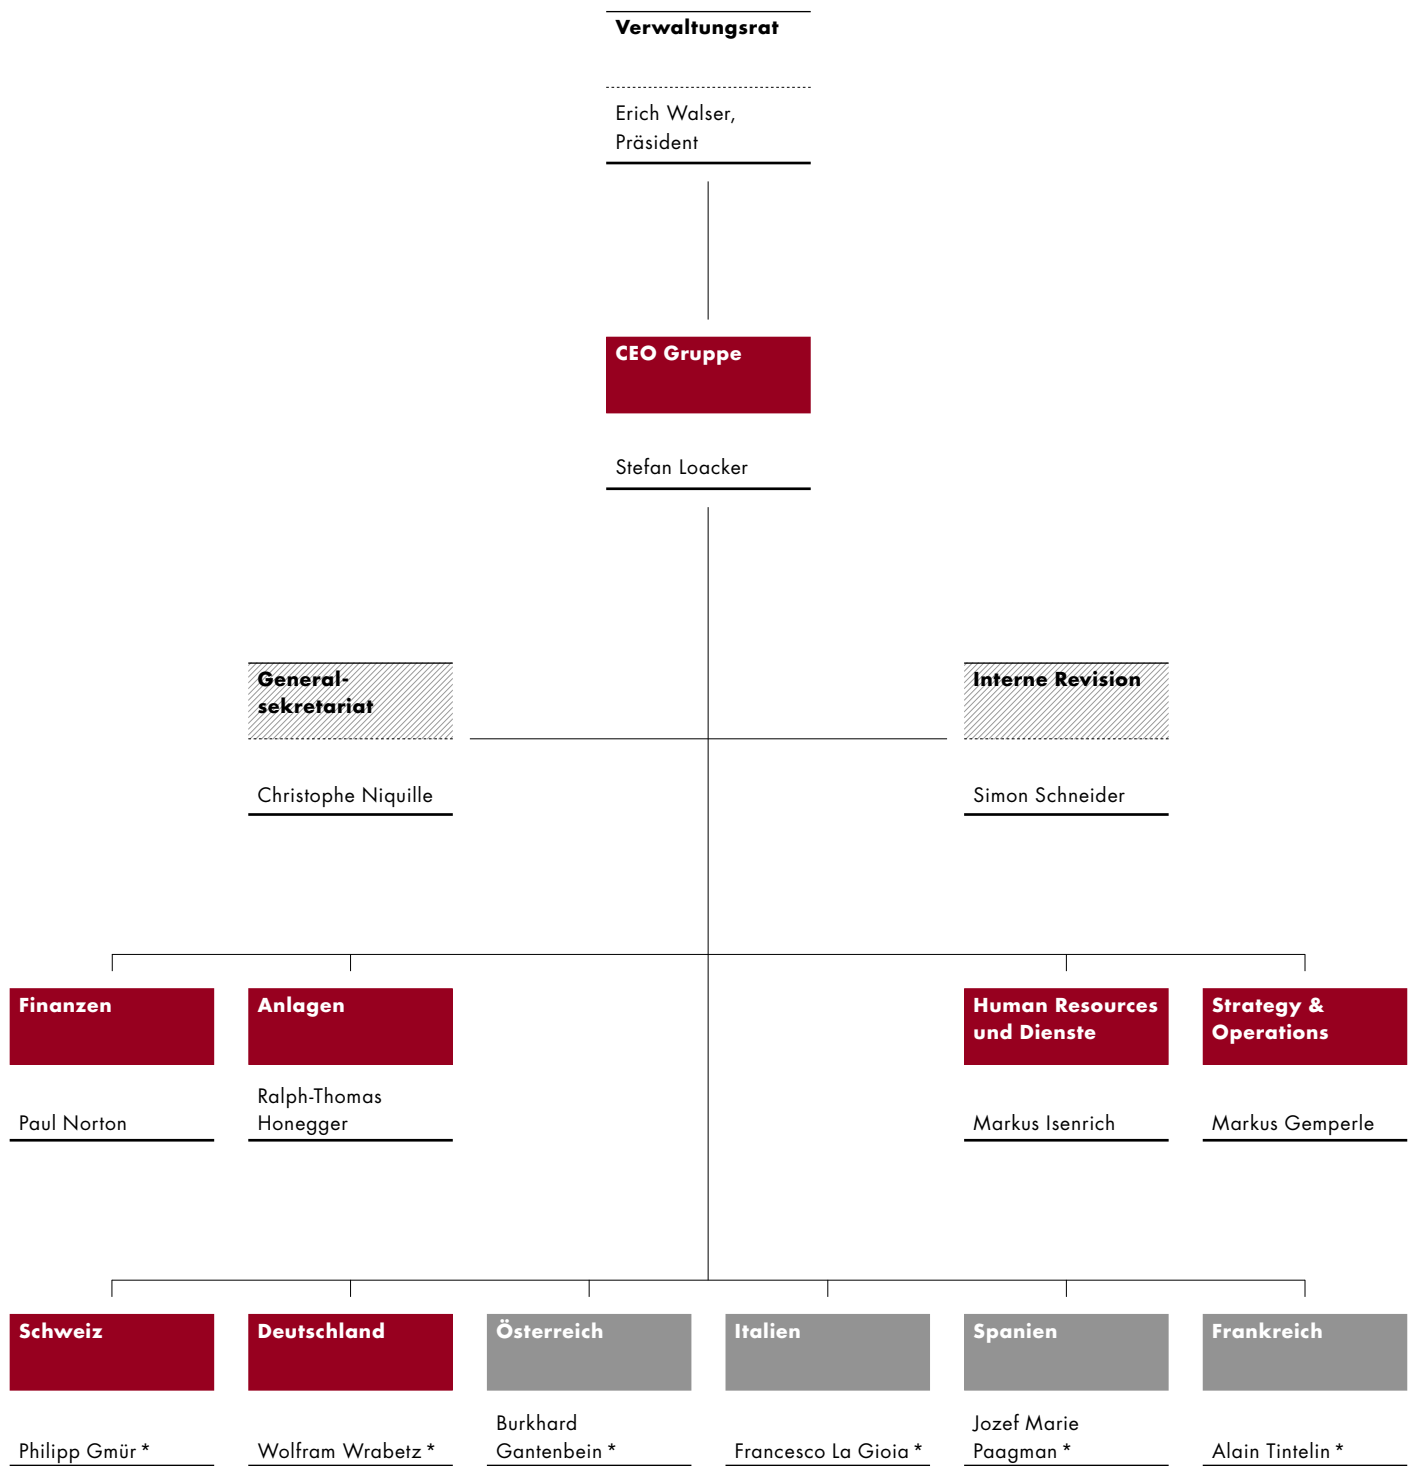 Verwaltungsrat
Erich Walser,
Präsident
CEO Gruppe
Stefan Loacker
General-
sekretariat
Christophe Niquille
Interne Revision
Simon Schneider
Finanzen
Paul Norton
Anlagen
Ralph-Thomas
Honegger
Human Resources
und Dienste
Markus Isenrich
Strategy &
Operations
Markus Gemperle
Schweiz
Philipp Gmür *
Deutschland
Wolfram Wrabetz *
Österreich
Burkhard
Gantenbein *
Italien
Francesco La Gioia *
Spanien
Jozef Marie
Paagman *
Frankreich
Alain Tintelin *